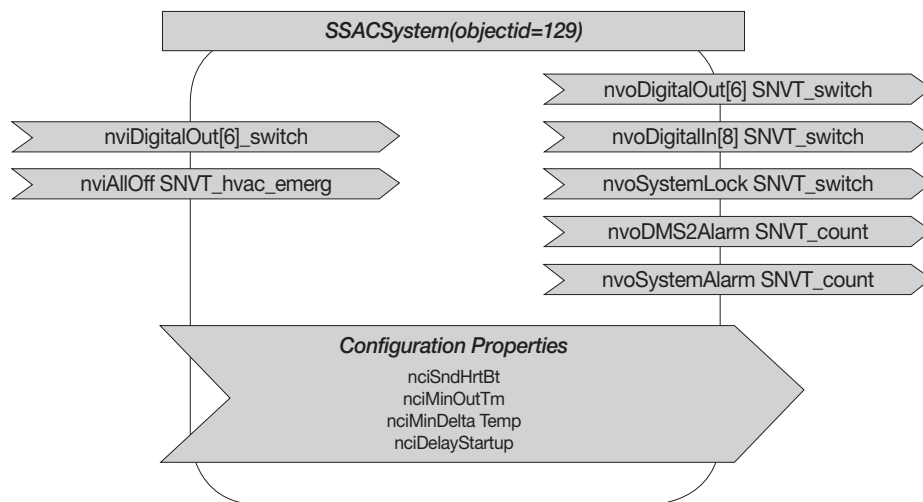 SSACSystem(objectid=129)
nvoDigitalOut[6] SNVT_switch
nviDigitalOut[6]_switch
nvoDigitalIn[8] SNVT_switch
nviAllOff SNVT_hvac_emerg
nvoSystemLock SNVT_switch
nvoDMS2Alarm SNVT_count
nvoSystemAlarm SNVT_count
Configuration Properties
nciSndHrtBt
nciMinOutTm
nciMinDelta Temp
nciDelayStartup